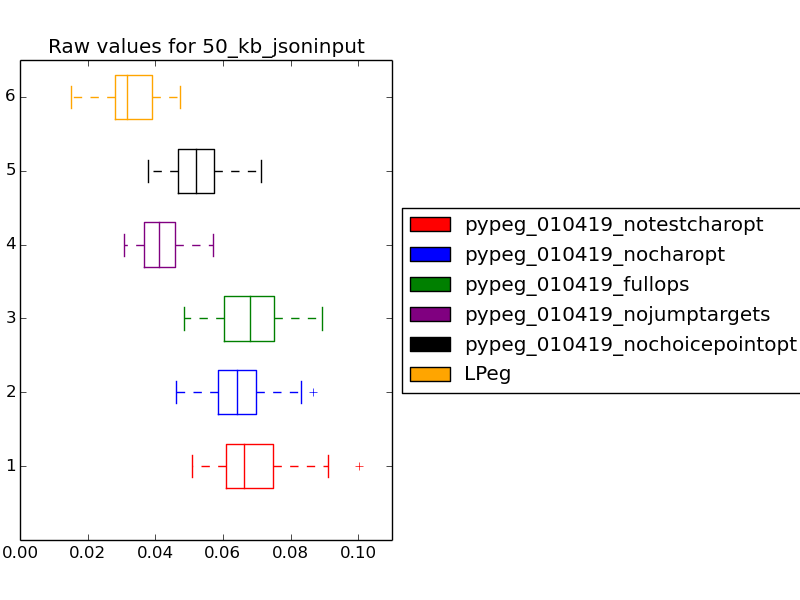 Raw values for 50_kb_jsoninput
6
5
4
3
2
1
0.00 0.02 0.04 0.06 0.08 0.10
pypeg_010419_notestcharopt
pypeg_010419_nocharopt
pypeg_010419_fullops
pypeg_010419_nojumptargets
pypeg_010419_nochoicepointopt
LPeg